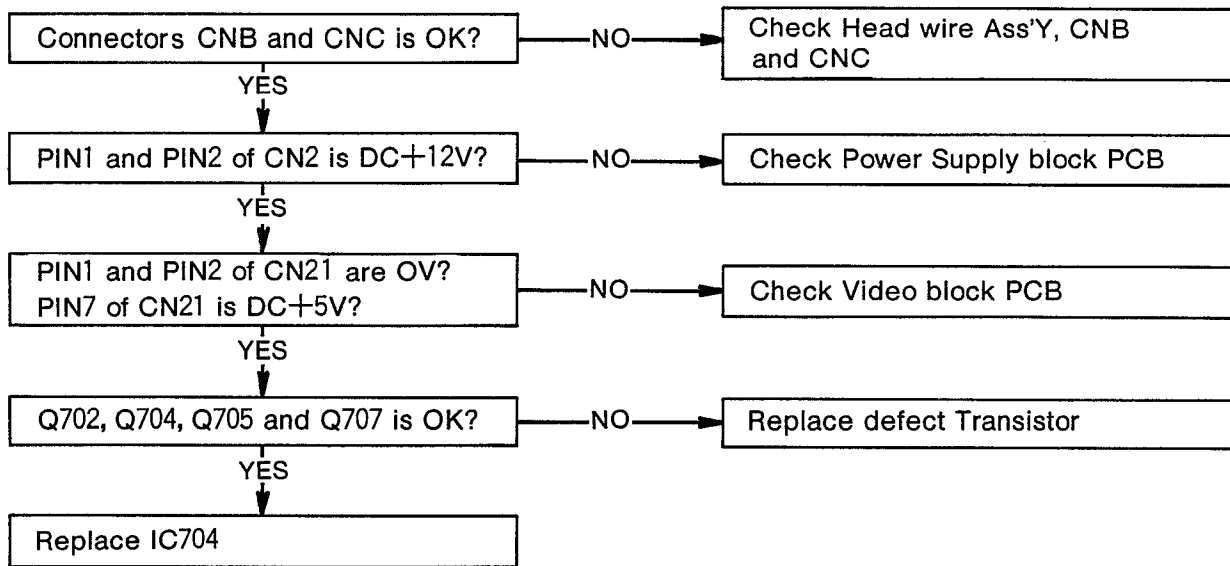 Connectors CNB and CNC is OK?
NO
Check Head wire Ass'Y, CNB
and CNC
YES
PIN1 and PIN2 of CN2 is DC+12V?
NO
Check Power Supply block PCB
YES
PIN1 and PIN2 of CN21 are OV?
PIN7 of CN21 is DC+5V?
NO
Check Video block PCB
YES
Q702, Q704, Q705 and Q707 is OK?
NO
Replace defect Transistor
YES
Replace IC704